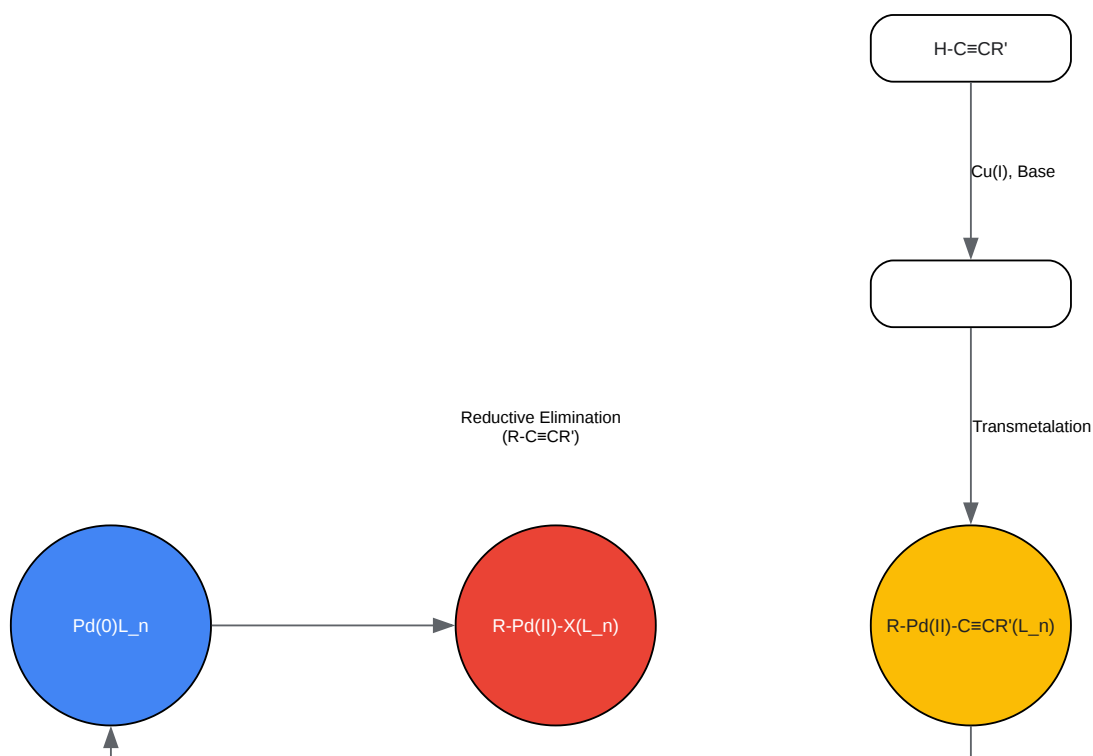 H-C≡CR'
Cu(I), Base
Reductive Elimination
(R-C≡CR')
Transmetalation
Pd(0)L_n
R-Pd(II)-X(L_n)
R-Pd(II)-C≡CR'(L_n)